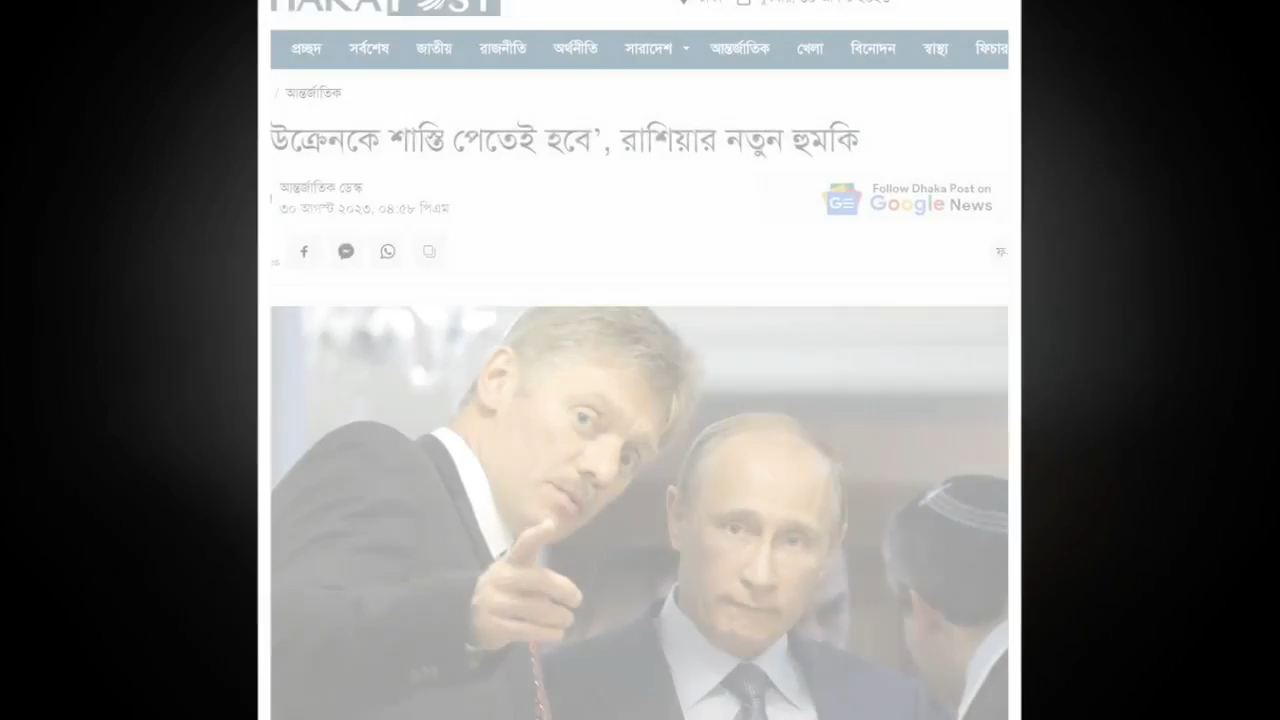 প্রচ্ছদ সর্বশেষ জাতীয় রাজনীতি অর্থনীতি সারাদেশ আন্তর্জাতিক খেলা বিনোদন স্বাস্থ্য ফিচার
/ আন্তর্জাতিক
উক্রেনকে শাস্তি পেতেই হবে’, রাশিয়ার নতুন হুমকি
আন্তর্জাতিক ডেস্ক
৩০ আগস্ট ২০২৩, ০৪:৫৮ পিএম
Follow Dhaka Post on
Google News